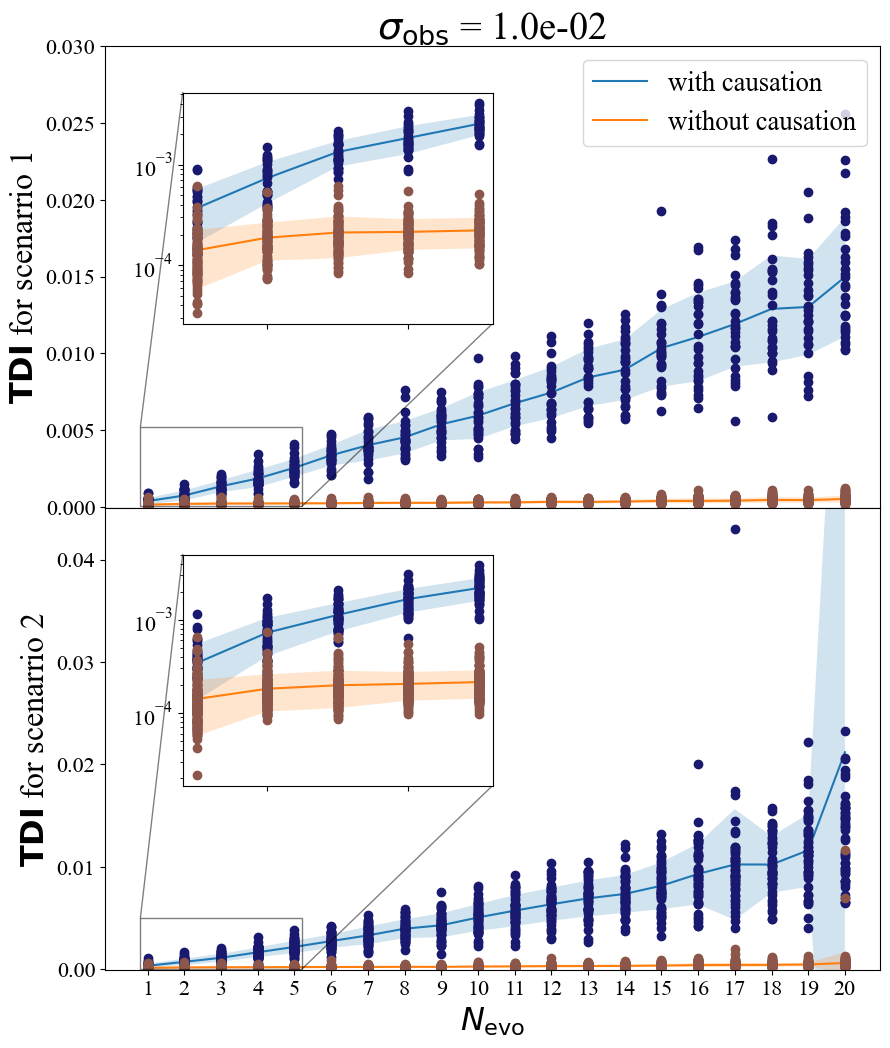 σobs = 1.0e-02
TDI for scenarrio 1
0.030
0.025
0.020
0.015
0.010
0.005
0.000
with causation
without causation
10⁻³
10⁻⁴
TDI for scenarrio 2
0.04
0.03
0.02
0.01
0.00
10⁻³
10⁻⁴
1 2 3 4 5 6 7 8 9 10 11 12 13 14 15 16 17 18 19 20
Nevo